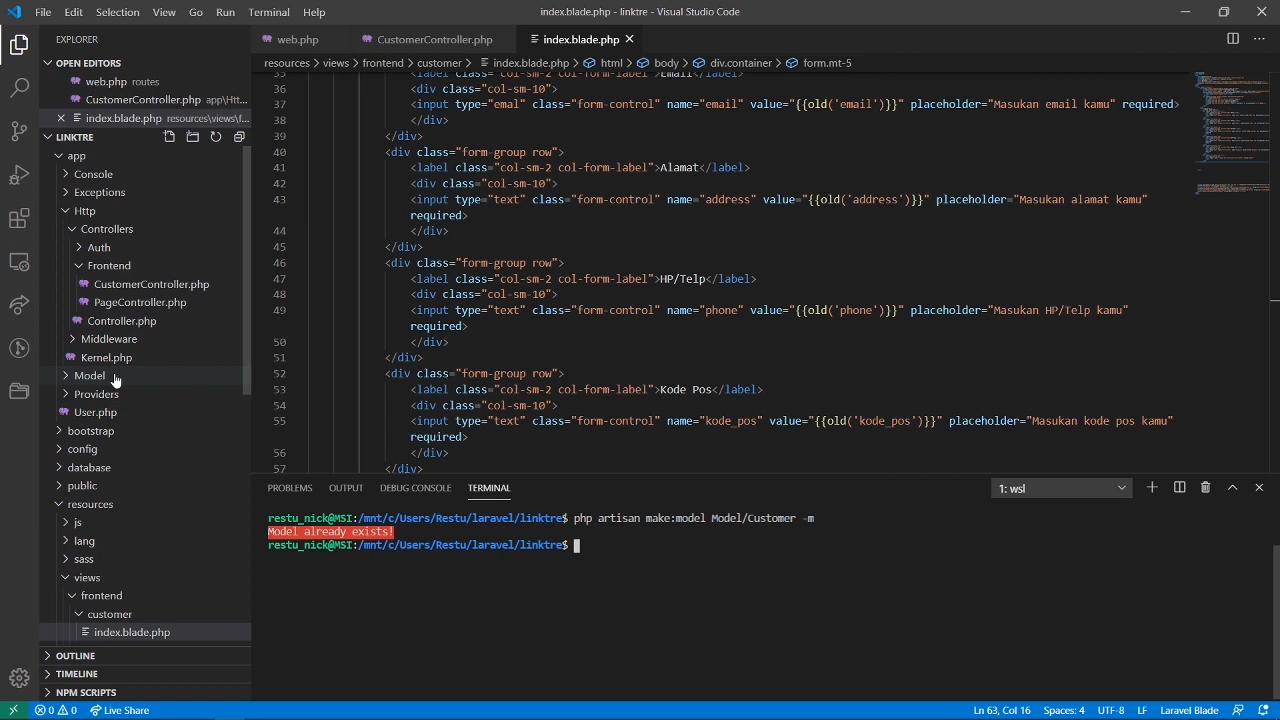 File Edit Selection View Go Run Terminal Help
index.blade.php - linktre - Visual Studio Code
EXPLORER
OPEN EDITORS
web.php routes
CustomerController.php app\Htt...
index.blade.php resources\views\f...
LINKTRE
app
Console
Exceptions
Http
Controllers
Auth
Frontend
CustomerController.php
PageController.php
Controller.php
Middleware
Kernel.php
Model
Providers
User.php
bootstrap
config
database
public
resources
js
lang
sass
views
frontend
customer
index.blade.php
OUTLINE
TIMELINE
NPM SCRIPTS
web.php CustomerController.php index.blade.php
resources > views > frontend > customer > index.blade.php > html > body > div.container > form.mt-5
35 <label class="col-sm-2 col-form-label">Email</label>
36 <div class="col-sm-10">
37 <input type="emal" class="form-control" name="email" value="{{old('email')}}" placeholder="Masukan email kamu" required>
38 </div>
39 </div>
40 <div class="form-group row">
41 <label class="col-sm-2 col-form-label">Alamat</label>
42 <div class="col-sm-10">
43 <input type="text" class="form-control" name="address" value="{{old('address')}}" placeholder="Masukan alamat kamu"
required>
44 </div>
45 </div>
46 <div class="form-group row">
47 <label class="col-sm-2 col-form-label">HP/Telp</label>
48 <div class="col-sm-10">
49 <input type="text" class="form-control" name="phone" value="{{old('phone')}}" placeholder="Masukan HP/Telp kamu"
required>
50 </div>
51 </div>
52 <div class="form-group row">
53 <label class="col-sm-2 col-form-label">Kode Pos</label>
54 <div class="col-sm-10">
55 <input type="text" class="form-control" name="kode_pos" value="{{old('kode_pos')}}" placeholder="Masukan kode pos kamu"
required>
56 </div>
57 </div>
PROBLEMS OUTPUT DEBUG CONSOLE TERMINAL
1: wsl
restu_nick@MSI:/mnt/c/Users/Restu/laravel/linktre$ php artisan make:model Model/Customer -m
Model already exists!
restu_nick@MSI:/mnt/c/Users/Restu/laravel/linktre$
0 0 Live Share
Ln 63, Col 16 Spaces: 4 UTF-8 LF Laravel Blade